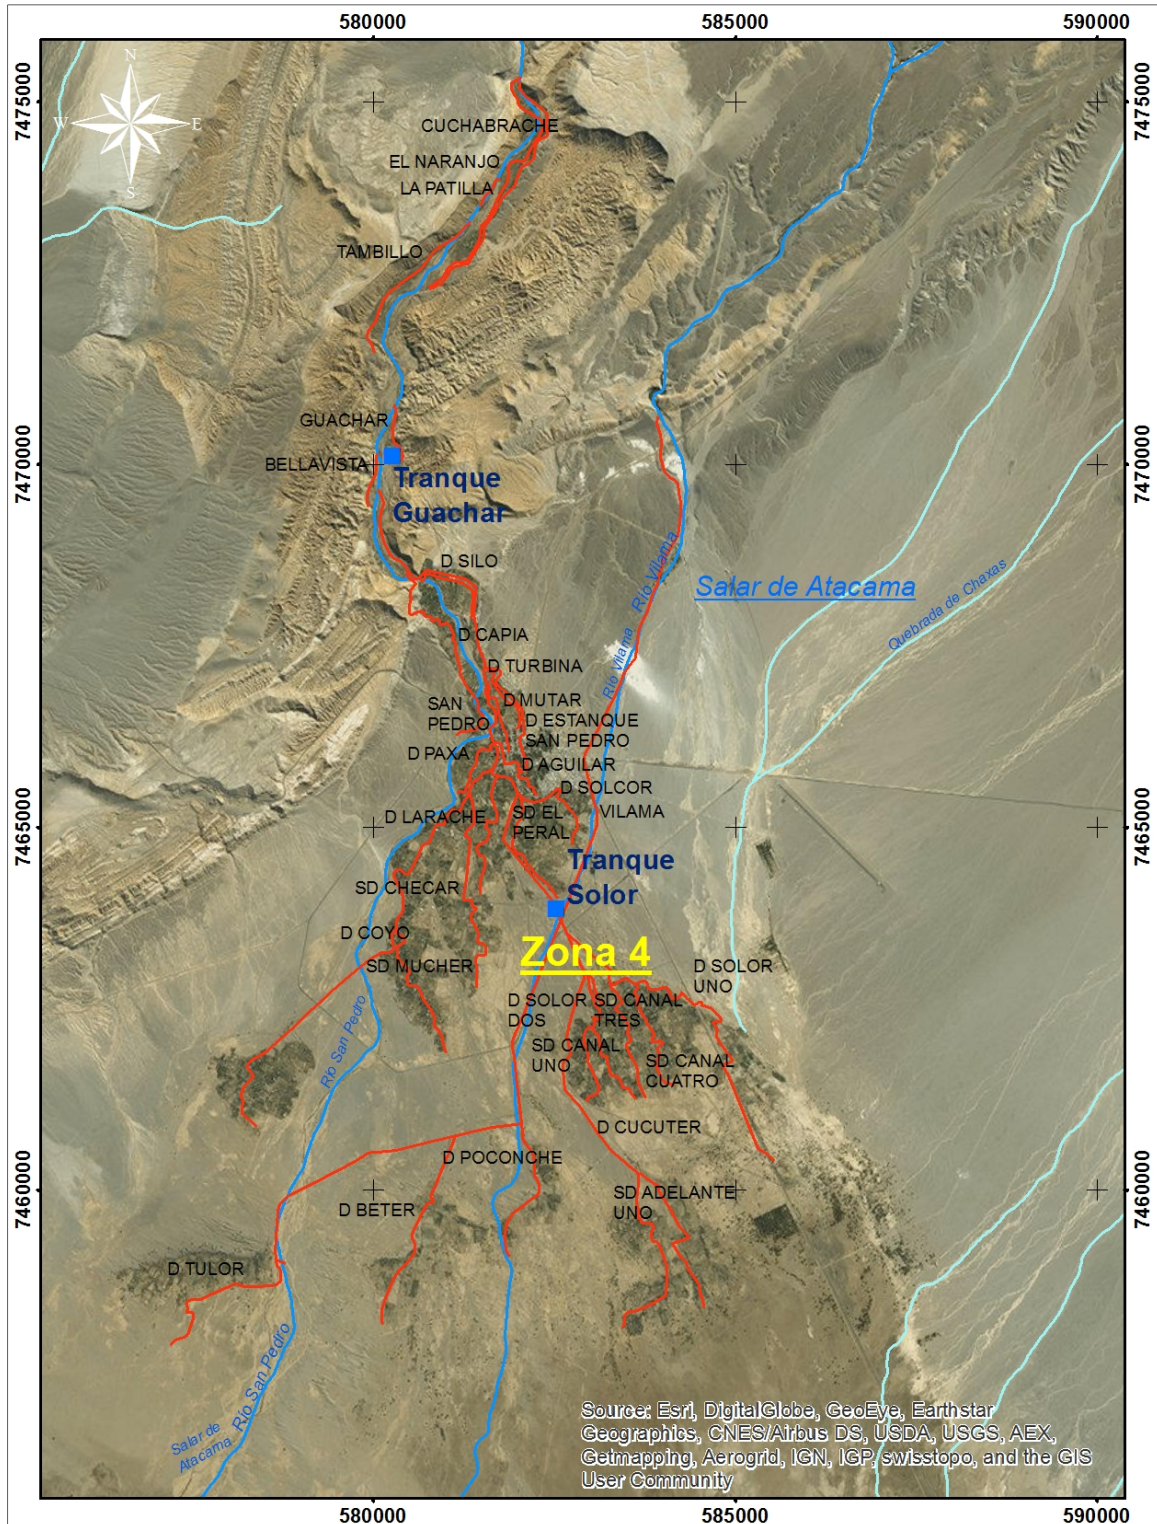 580000
585000
590000
7475000
7475000
N
W
E
S
CUCHABRACHE
EL NARANJO
LA PATILLA
TAMBILLO
GUACHAR
BELLAVISTA
7470000
7470000
Tranque
Guachar
D SILO
Río Vilama
Salar de Atacama
Quebrada de Chaxas
D CAPIA
D TURBINA
Río Vilama
SAN
PEDRO
D MUTAR
D ESTANQUE
SAN PEDRO
D PAXA
D AGUILAR
D SOLCOR
D LARACHE
SD EL
PERAL
VILAMA
7465000
7465000
Tranque
Solor
SD CHECAR
D COYO
SD MUCHER
Zona 4
D SOLOR
UNO
D SOLOR
DOS
SD CANAL
TRES
SD CANAL
UNO
SD CANAL
CUATRO
Río San Pedro
D CUCUTER
D POCONCHE
7460000
7460000
D BETER
SD ADELANTE
UNO
D TULOR
Río San Pedro
Salar de
Atacama
Source: Esri, DigitalGlobe, GeoEye, Earthstar
Geographics, CNES/Airbus DS, USDA, USGS, AEX,
Getmapping, Aerogrid, IGN, IGP, swisstopo, and the GIS
User Community
580000
585000
590000